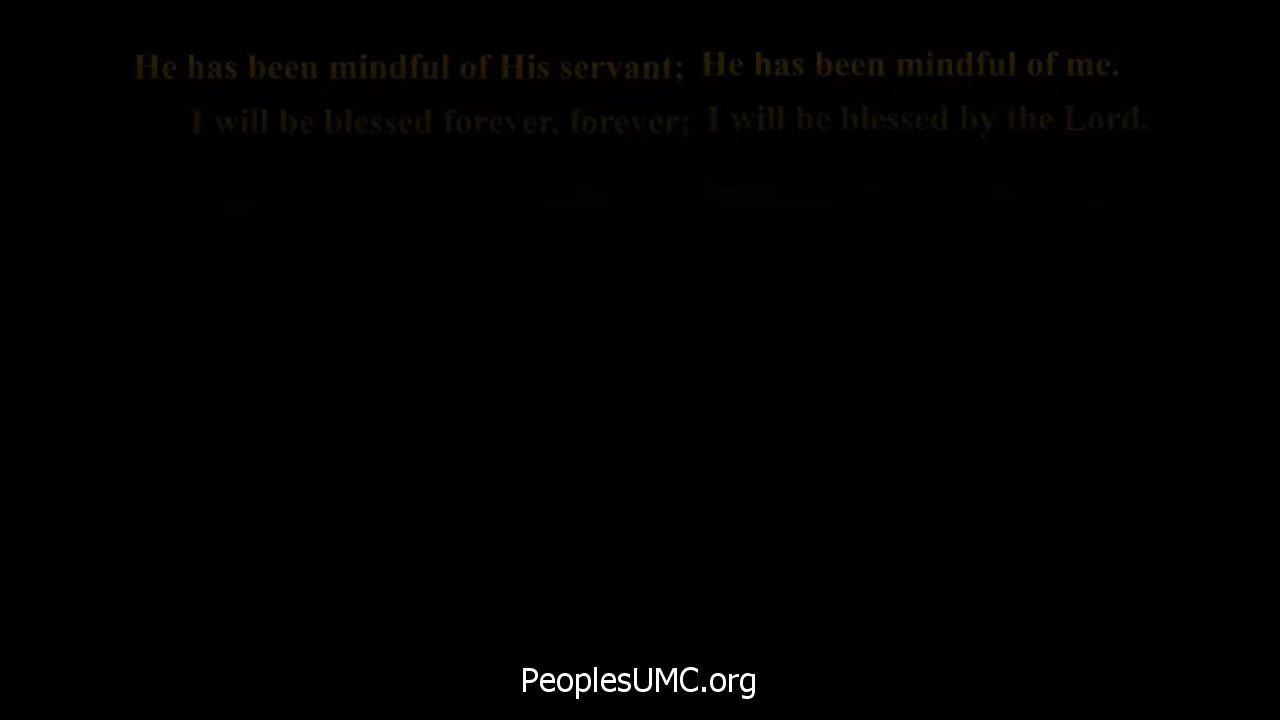 He has been mindful of His servant; He has been mindful of me.
I will be blessed forever, forever; I will be blessed by the Lord.
PeoplesUMC.org